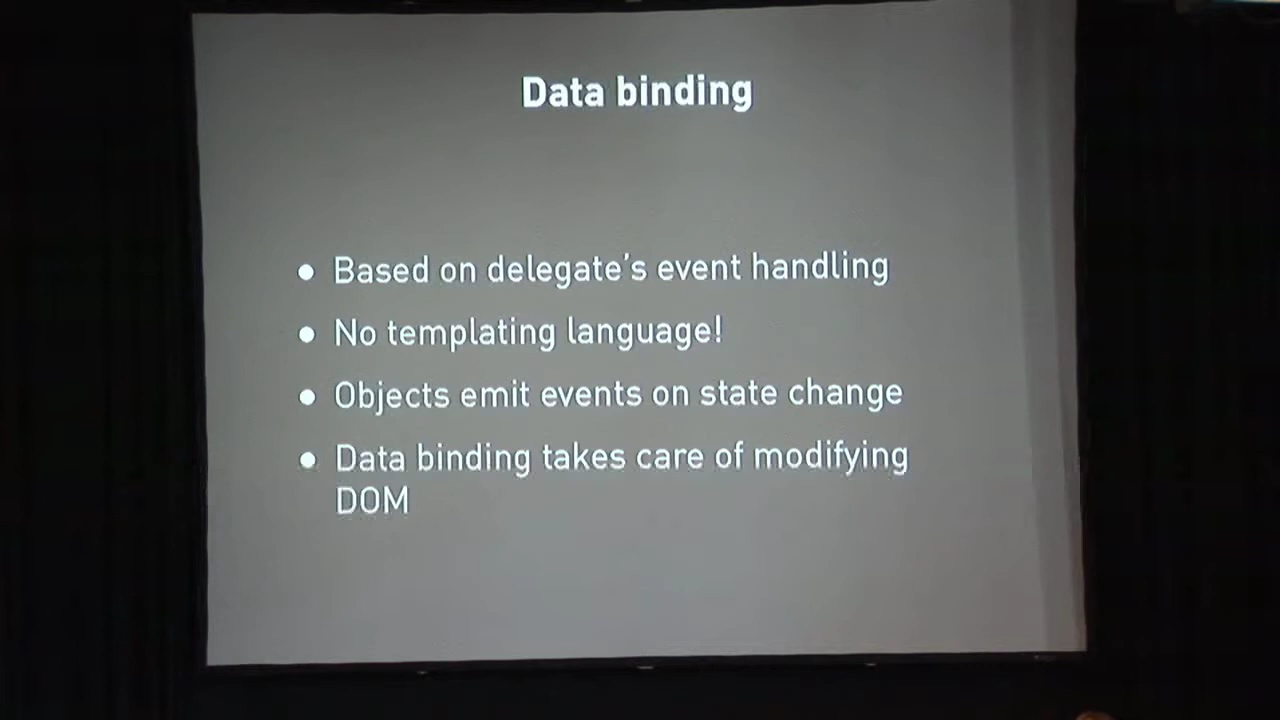 Data binding
● Based on delegate's event handling
● No templating language!
● Objects emit events on state change
● Data binding takes care of modifying
DOM